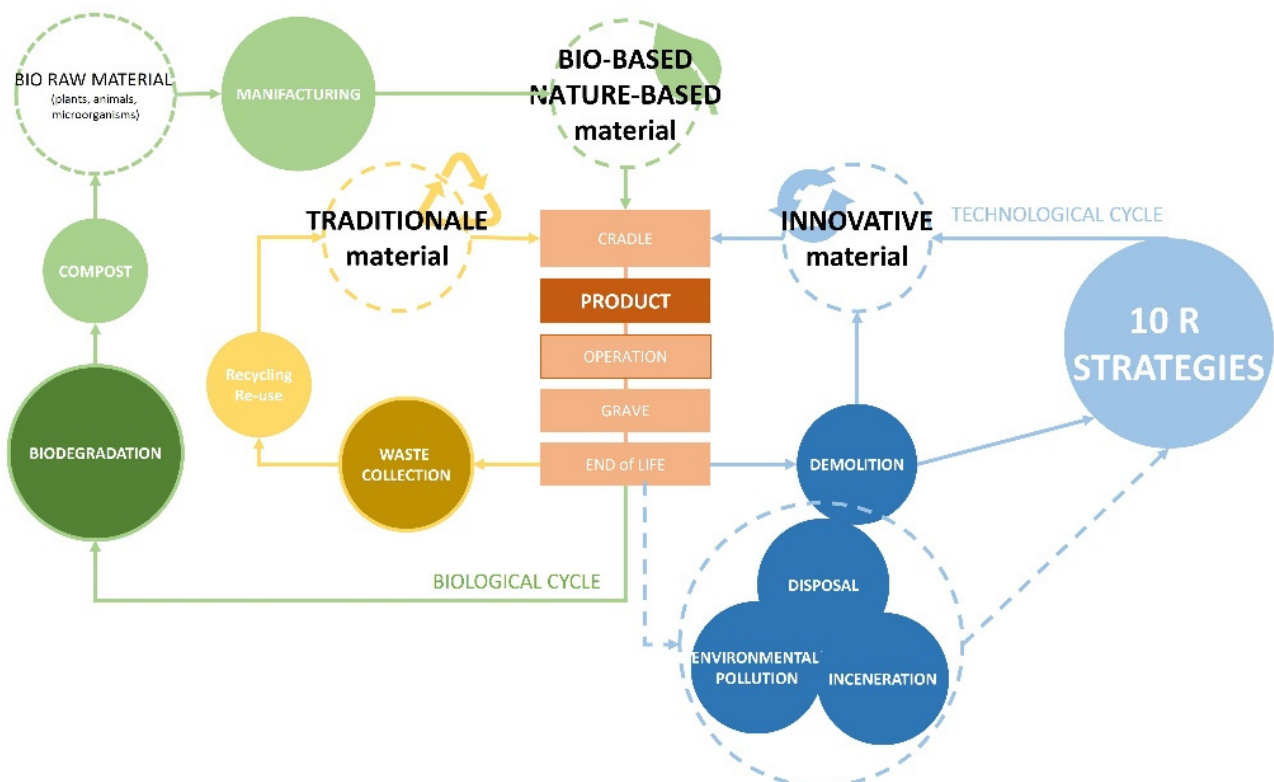 BIO RAW MATERIAL
(plants, animals,
microorganisms)
MANIFACTURING
BIO-BASED
NATURE-BASED
material
TRADITIONALE
material
CRADLE
INNOVATIVE
material
TECHNOLOGICAL CYCLE
COMPOST
PRODUCT
10 R
STRATEGIES
OPERATION
Recycling
Re-use
GRAVE
BIODEGRADATION
WASTE
COLLECTION
END of LIFE
DEMOLITION
BIOLOGICAL CYCLE
DISPOSAL
ENVIRONMENTAL
POLLUTION
INCENERATION